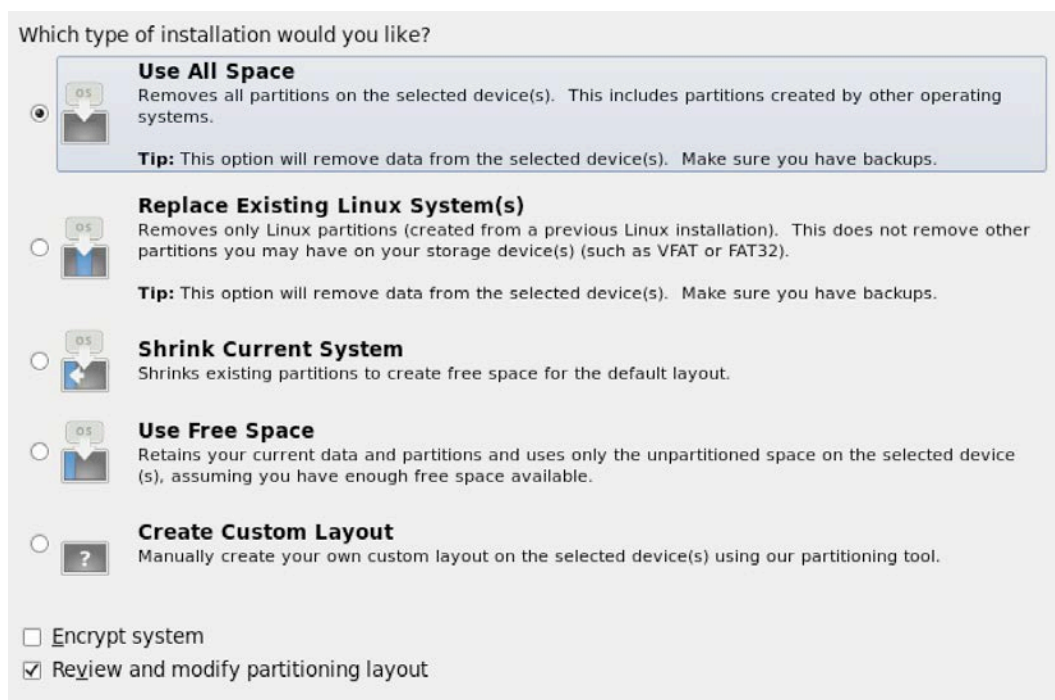 Which type of installation would you like?
OS
Use All Space
Removes all partitions on the selected device(s).  This includes partitions created by other operating
systems.
Tip: This option will remove data from the selected device(s).  Make sure you have backups.
OS
Replace Existing Linux System(s)
Removes only Linux partitions (created from a previous Linux installation).  This does not remove other
partitions you may have on your storage device(s) (such as VFAT or FAT32).
Tip: This option will remove data from the selected device(s).  Make sure you have backups.
OS
Shrink Current System
Shrinks existing partitions to create free space for the default layout.
OS
Use Free Space
Retains your current data and partitions and uses only the unpartitioned space on the selected device
(s), assuming you have enough free space available.
?
Create Custom Layout
Manually create your own custom layout on the selected device(s) using our partitioning tool.
Encrypt system
Review and modify partitioning layout